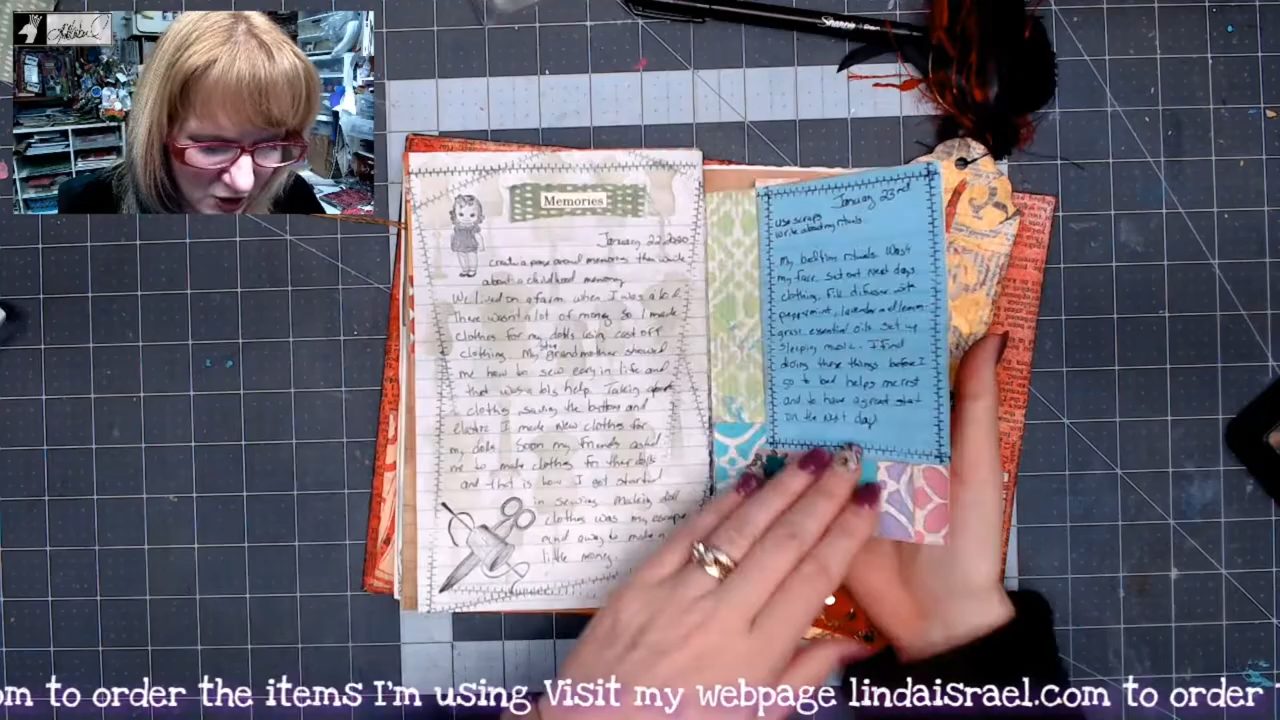 Sharpie
Memories
January 22 2020
create a page around memories then write
about a childhood memory
We lived on a farm when I was a kid.
There wasn't a lot of money so I made
clothes for my dolls using cast off
clothing. My grandmother showed
me how to sew early in life and
that was a big help. Taking apart
clothes saving the buttons and
elastic I made new clothes for
my dolls. Soon my friends asked
me to make clothes for their dolls
and that is how I got started
in sewing. Making doll
clothes was my escape
and away to make a
little money.
January 23rd
use scraps
write about my rituals
My bedtime rituals. Wash
my face, set out next days
clothing. Fill difuser with
peppermint, lavender and lemon-
grass essential oils set up
sleeping music. I find
doing these things before I
go to bed helps me rest
and to have a great start
on the next day
om to order the items I'm using Visit my webpage lindaisrael.com to order